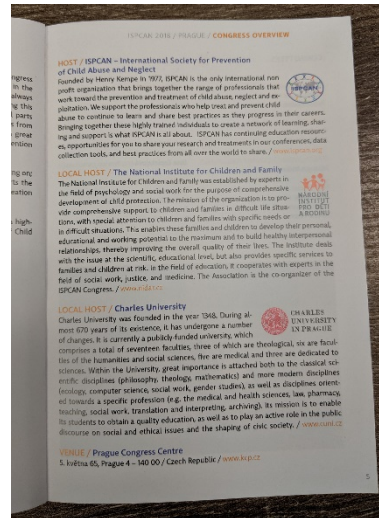 ISPCAN 2018 / PRAGUE / CONGRESS OVERVIEW
HOST / ISPCAN – International Society for Prevention
of Child Abuse and Neglect
Founded by Henry Kempe in 1977, ISPCAN is the only international non
profit organization that brings together the range of professionals that
work toward the prevention and treatment of child abuse, neglect and ex-
ploitation. We support the professionals who help treat and prevent child
abuse to continue to learn and share best practices as they progress in their careers.
Bringing together these highly trained individuals to create a network of learning, shar-
ing and support is what ISPCAN is all about. ISPCAN has continuing education resourc-
es, opportunities for you to share your research and treatments in our conferences, data
collection tools, and best practices from all over the world to share. /
ISPCAN
LOCAL HOST / The National Institute for Children and Family
The National Institute for Children and Family was established by experts in
the field of psychology and social work for the purpose of comprehensive
development of child protection. The mission of the organization is to pro-
vide comprehensive support to children and families in difficult life situa-
tions, with special attention to children and families with specific needs or
in difficult situations. This enables these families and children to develop their personal,
educational and working potential to the maximum and to build healthy interpersonal
relationships, thereby improving the overall quality of their lives. The Institute deals
with the issue at the scientific, educational level, but also provides specific services to
families and children at risk. In the field of education, it cooperates with experts in the
field of social work, justice, and medicine. The Association is the co-organizer of the
ISPCAN Congress. /
NÁRODNÍ
INSTITUT
PRO DĚTI
A RODINU
LOCAL HOST / Charles University
Charles University was founded in the year 1348. During al-
most 670 years of its existence, it has undergone a number
of changes. It is currently a publicly-funded university, which
comprises a total of seventeen faculties, three of which are theological, six are facul-
ties of the humanities and social sciences, five are medical and three are dedicated to
sciences. Within the University, great importance is attached both to the classical sci-
entific disciplines (philosophy, theology, mathematics) and more modern disciplines
(ecology, computer science, social work, gender studies), as well as disciplines orient-
ed towards a specific profession (e.g. the medical and health sciences, law, pharmacy,
teaching, social work, translation and interpreting, archiving). Its mission is to enable
its students to obtain a quality education, as well as to play an active role in the public
discourse on social and ethical issues and the shaping of civic society. / www.cuni.cz
CHARLES
UNIVERSITY
IN PRAGUE
VENUE / Prague Congress Centre
5. května 65, Prague 4 – 140 00 / Czech Republic / www.kcp.cz
5